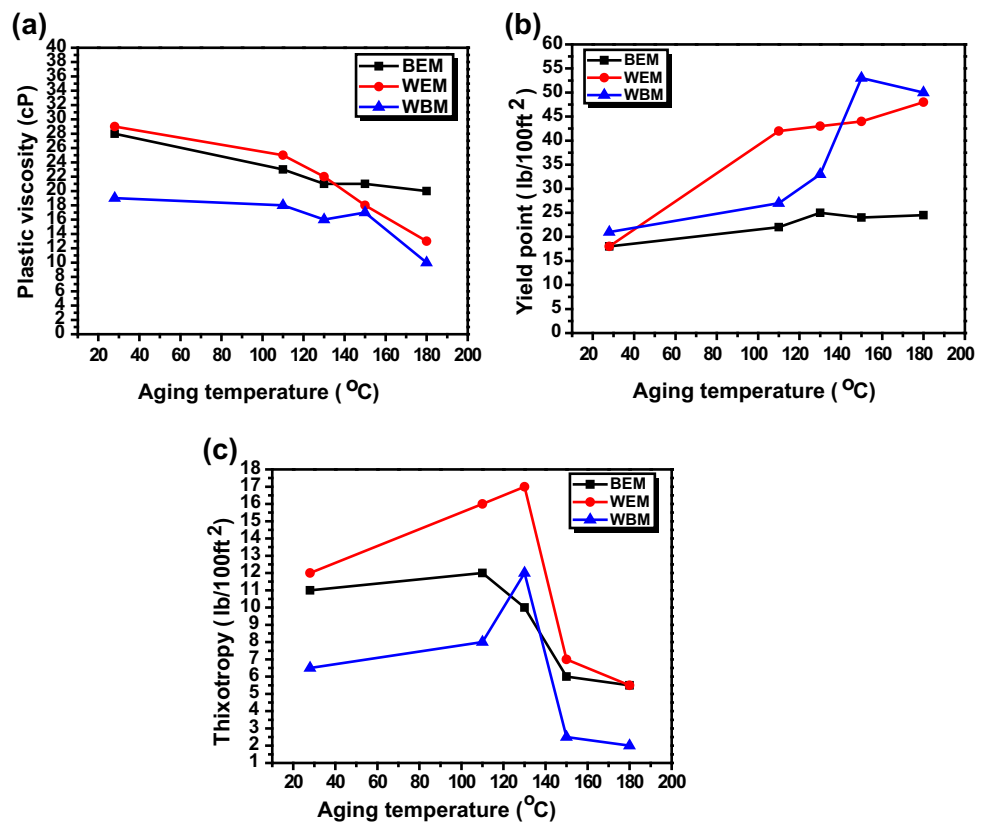 (a)
40
38
36
34
32
30
28
26
24
22
20
18
16
14
12
10
8
6
4
2
0
Plastic viscosity (cP)
BEM
WEM
WBM
20 40 60 80 100 120 140 160 180 200
Aging temperature ( °C)
(b)
60
55
50
45
40
35
30
25
20
15
10
5
0
Yield point ( lb/100ft ²)
BEM
WEM
WBM
20 40 60 80 100 120 140 160 180 200
Aging temperature ( °C)
(c)
18
17
16
15
14
13
12
11
10
9
8
7
6
5
4
3
2
1
Thixotropy ( lb/100ft ²)
BEM
WEM
WBM
20 40 60 80 100 120 140 160 180 200
Aging temperature (°C)